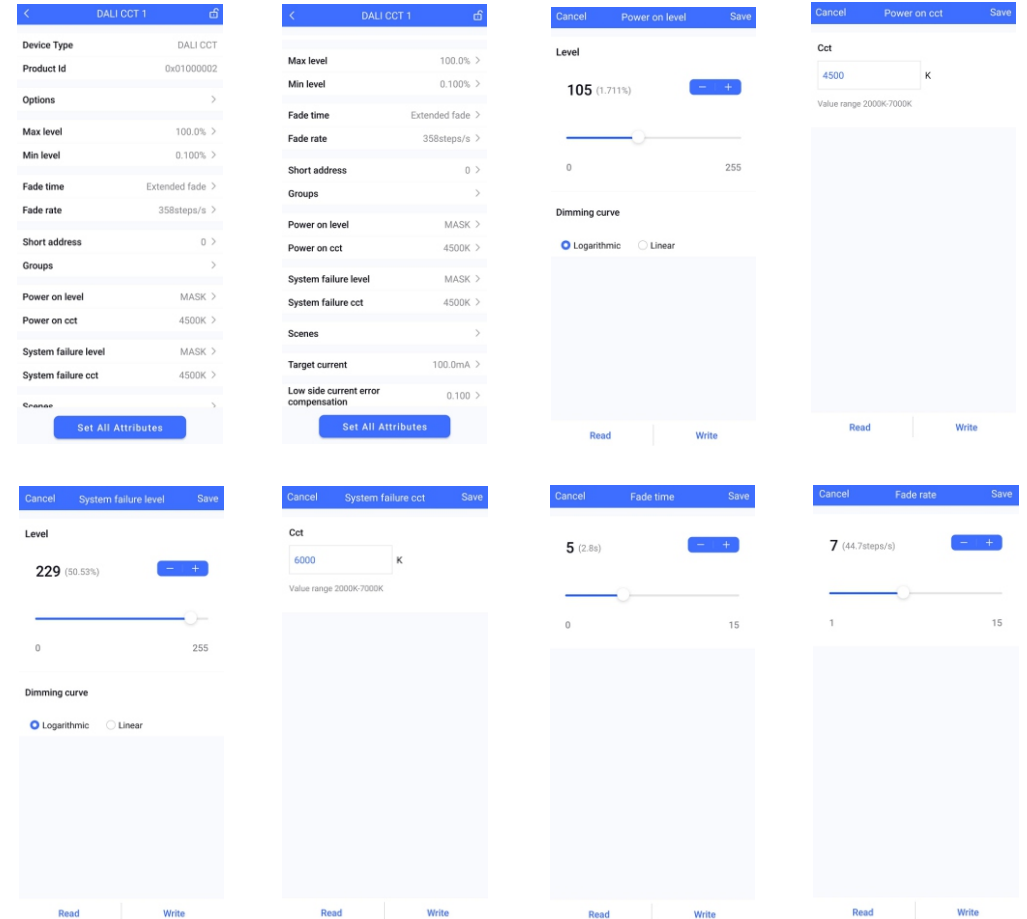 DALI CCT 1
Device Type DALI CCT
Product Id 0x01000002
Options
Max level 100.0%
Min level 0.100%
Fade time Extended fade
Fade rate 358steps/s
Short address 0
Groups
Power on level MASK
Power on cct 4500K
System failure level MASK
System failure cct 4500K
Scenes
Set All Attributes
DALI CCT 1
Max level 100.0%
Min level 0.100%
Fade time Extended fade
Fade rate 358steps/s
Short address 0
Groups
Power on level MASK
Power on cct 4500K
System failure level MASK
System failure cct 4500K
Scenes
Target current 100.0mA
Low side current error
compensation 0.100
Set All Attributes
Cancel Power on level Save
Level
105 (1.711%) − +
0 255
Dimming curve
Logarithmic Linear
Read Write
Cancel Power on cct Save
Cct
4500 K
Value range 2000K-7000K
Read Write
Cancel System failure level Save
Level
229 (50.53%) − +
0 255
Dimming curve
Logarithmic Linear
Read Write
Cancel System failure cct Save
Cct
6000 K
Value range 2000K-7000K
Read Write
Cancel Fade time Save
5 (2.8s) − +
0 15
Read Write
Cancel Fade rate Save
7 (44.7steps/s) − +
1 15
Read Write